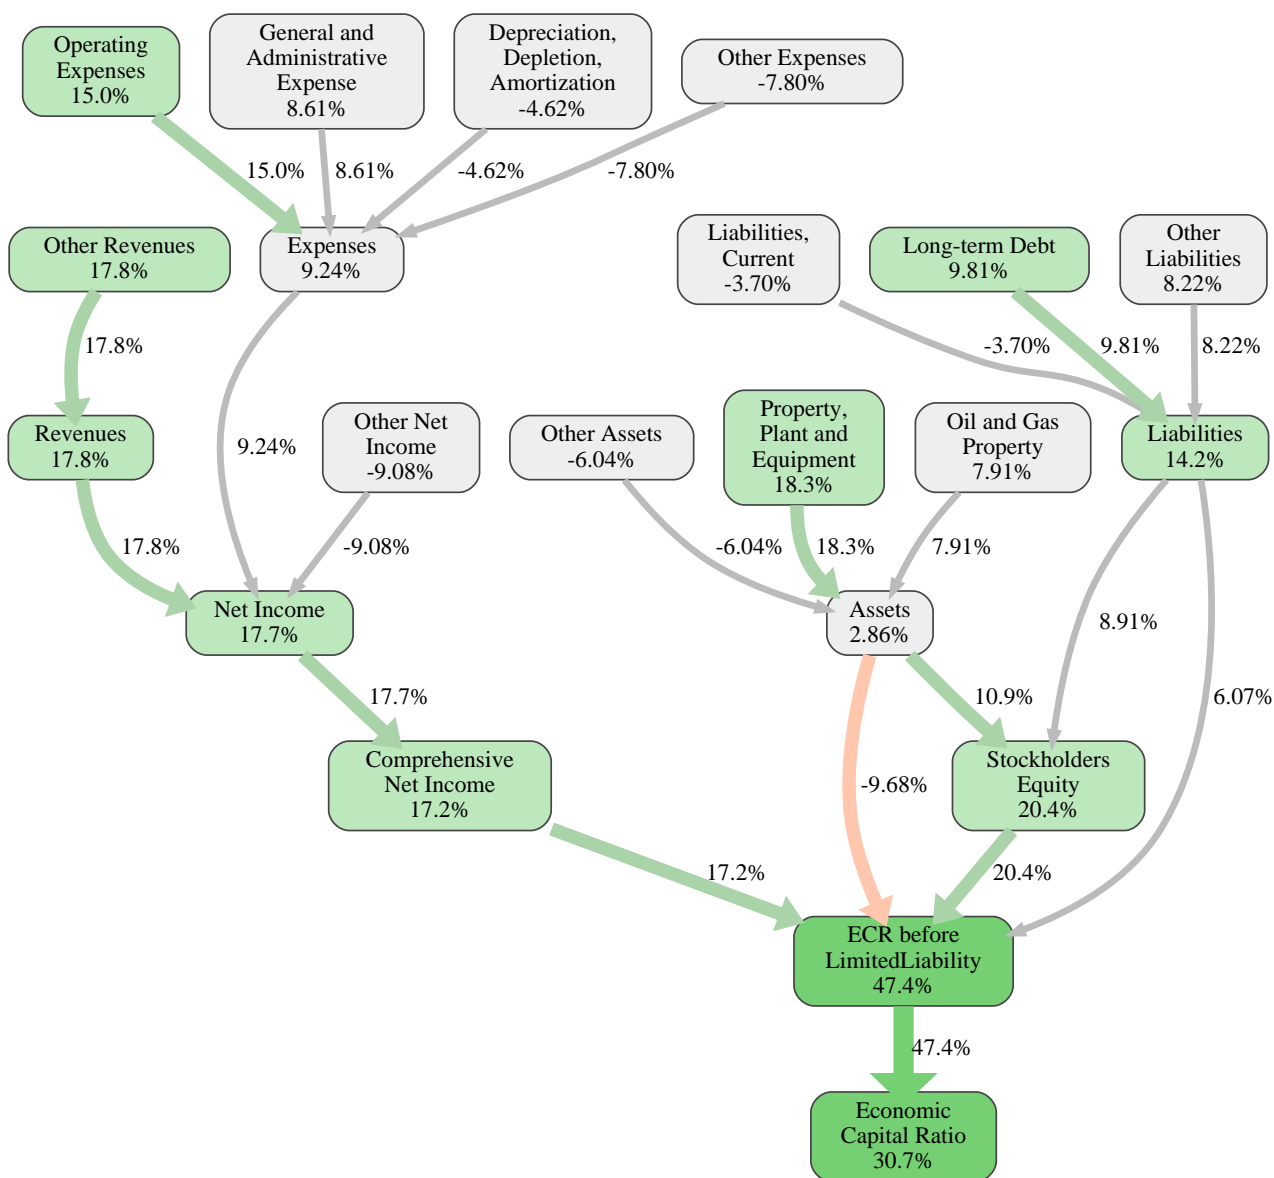 Operating
Expenses
15.0%
General and
Administrative
Expense
8.61%
Depreciation,
Depletion,
Amortization
-4.62%
Other Expenses
-7.80%
15.0%
8.61%
-4.62%
-7.80%
Other Revenues
17.8%
Expenses
9.24%
Liabilities,
Current
-3.70%
Long-term Debt
9.81%
Other
Liabilities
8.22%
17.8%
-3.70%
9.81%
8.22%
Revenues
17.8%
9.24%
Other Net
Income
-9.08%
Other Assets
-6.04%
Property,
Plant and
Equipment
18.3%
Oil and Gas
Property
7.91%
Liabilities
14.2%
17.8%
-9.08%
-6.04%
18.3%
7.91%
Net Income
17.7%
Assets
2.86%
8.91%
17.7%
10.9%
6.07%
Comprehensive
Net Income
17.2%
-9.68%
Stockholders
Equity
20.4%
17.2%
20.4%
ECR before
LimitedLiability
47.4%
47.4%
Economic
Capital Ratio
30.7%